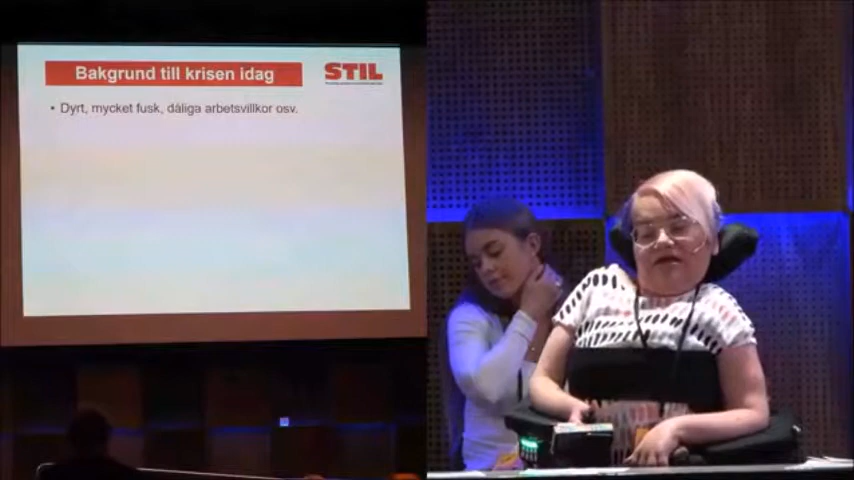 Bakgrund till krisen idag
STIL
• Dyrt, mycket fusk, dåliga arbetsvillkor osv.